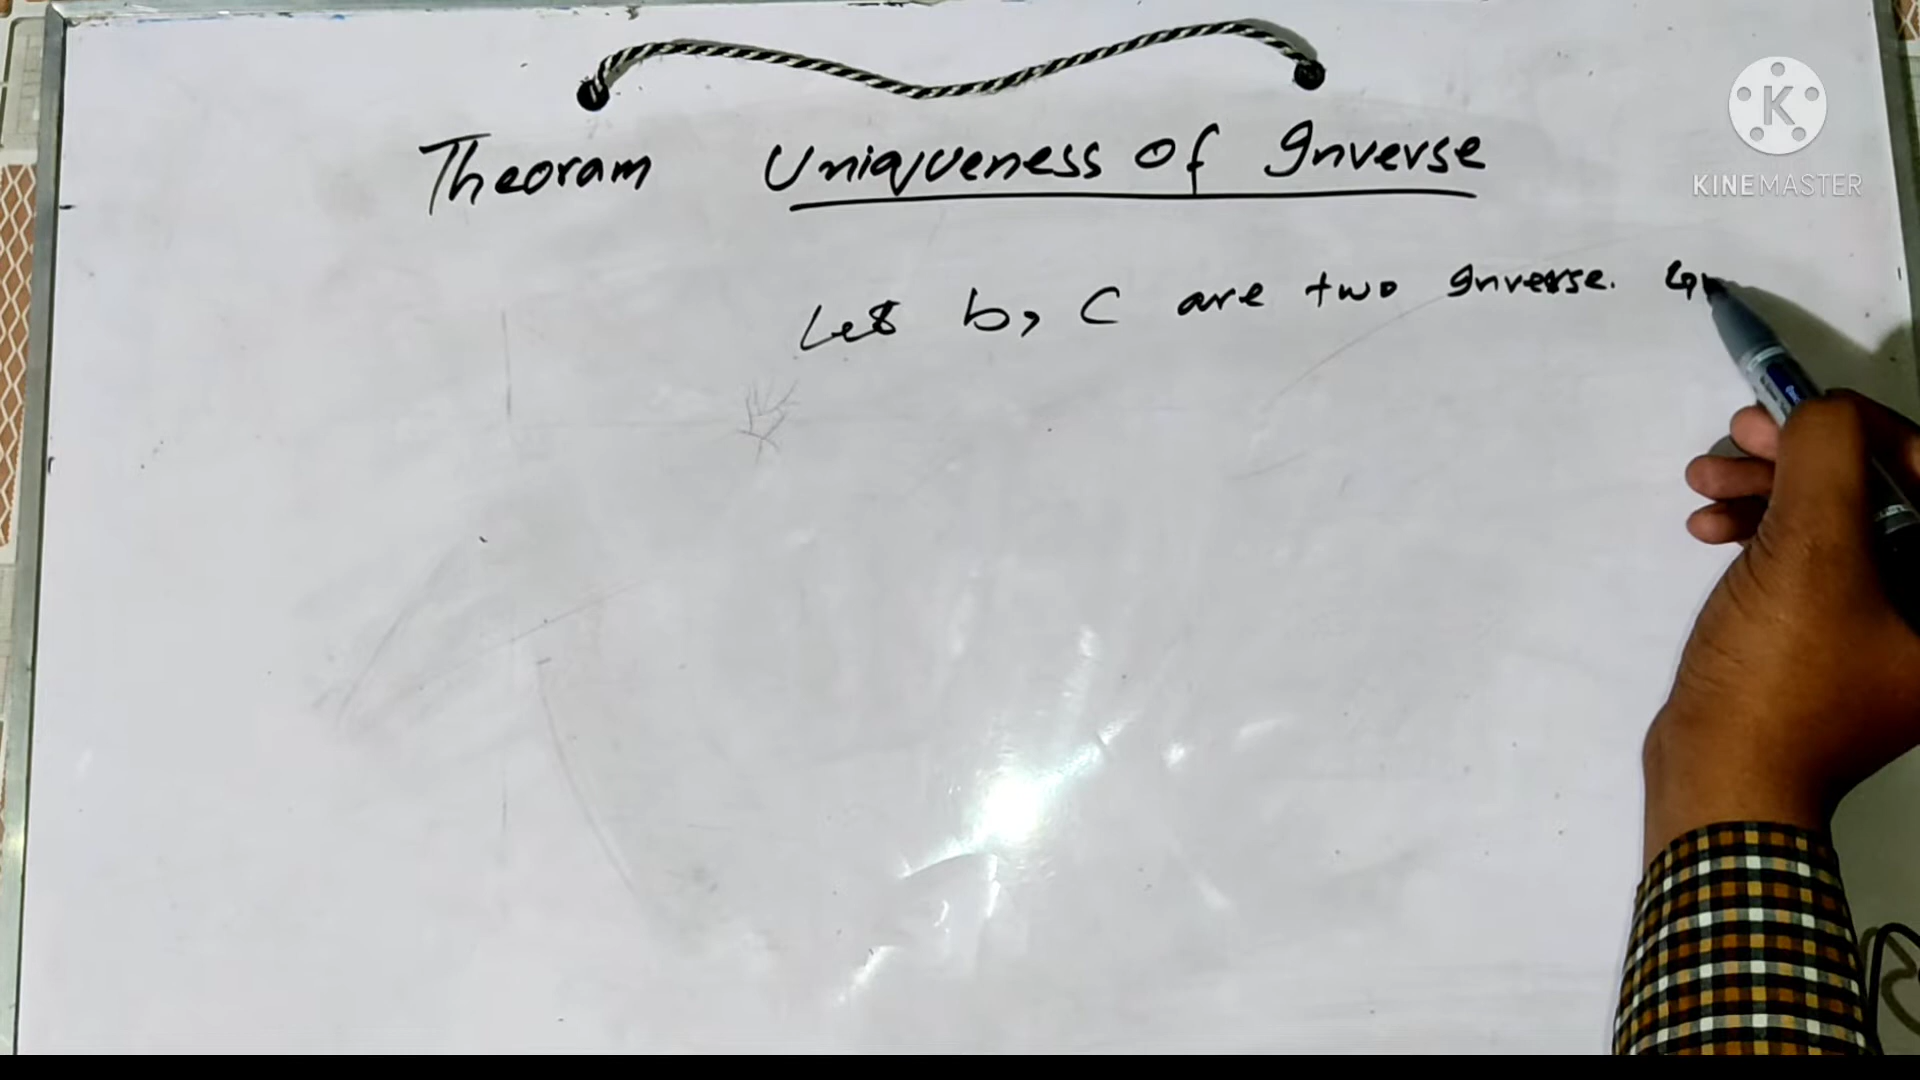 Theoram Uniqueness of Inverse
Let b, c are two Inverse.
KINEMASTER